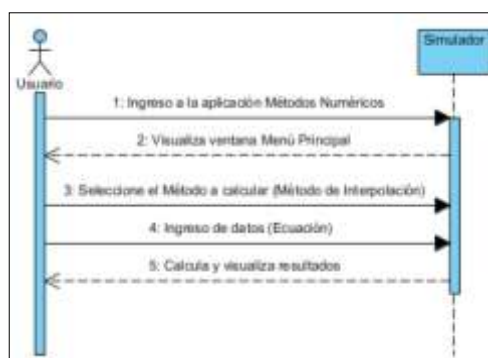 Simulador
Usuario
1: Ingreso a la aplicación Métodos Numéricos
2: Visualiza ventana Menú Principal
3: Seleccione el Método a calcular (Método de Interpolación)
4: Ingreso de datos (Ecuación)
5: Calcula y visualiza resultados